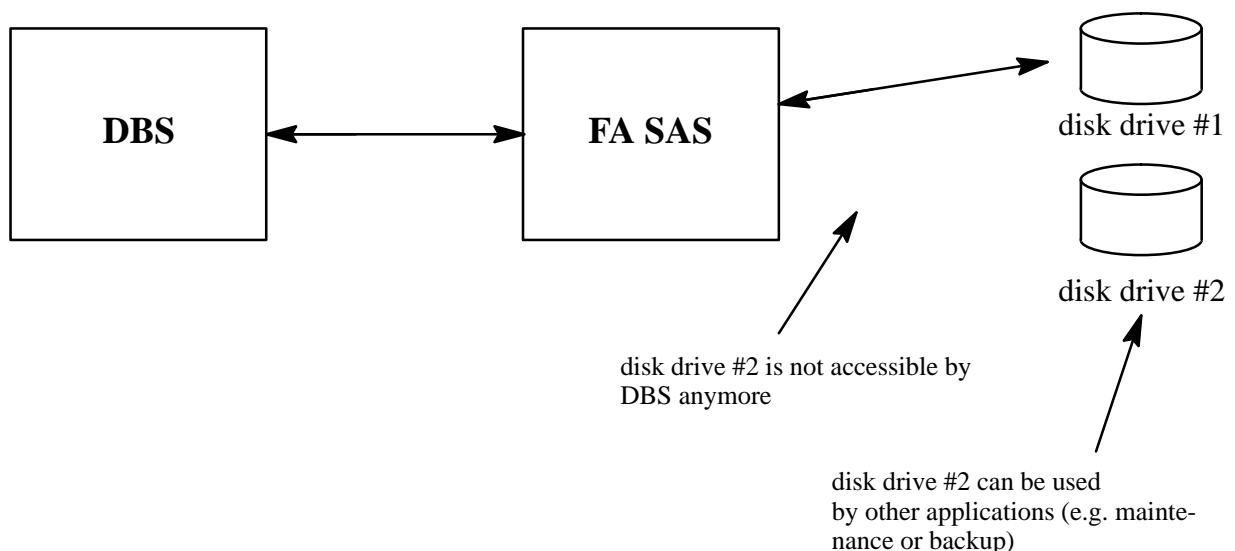 DBS
FA SAS
disk drive #1
disk drive #2
disk drive #2 is not accessible by
DBS anymore
disk drive #2 can be used
by other applications (e.g. mainte-
nance or backup)